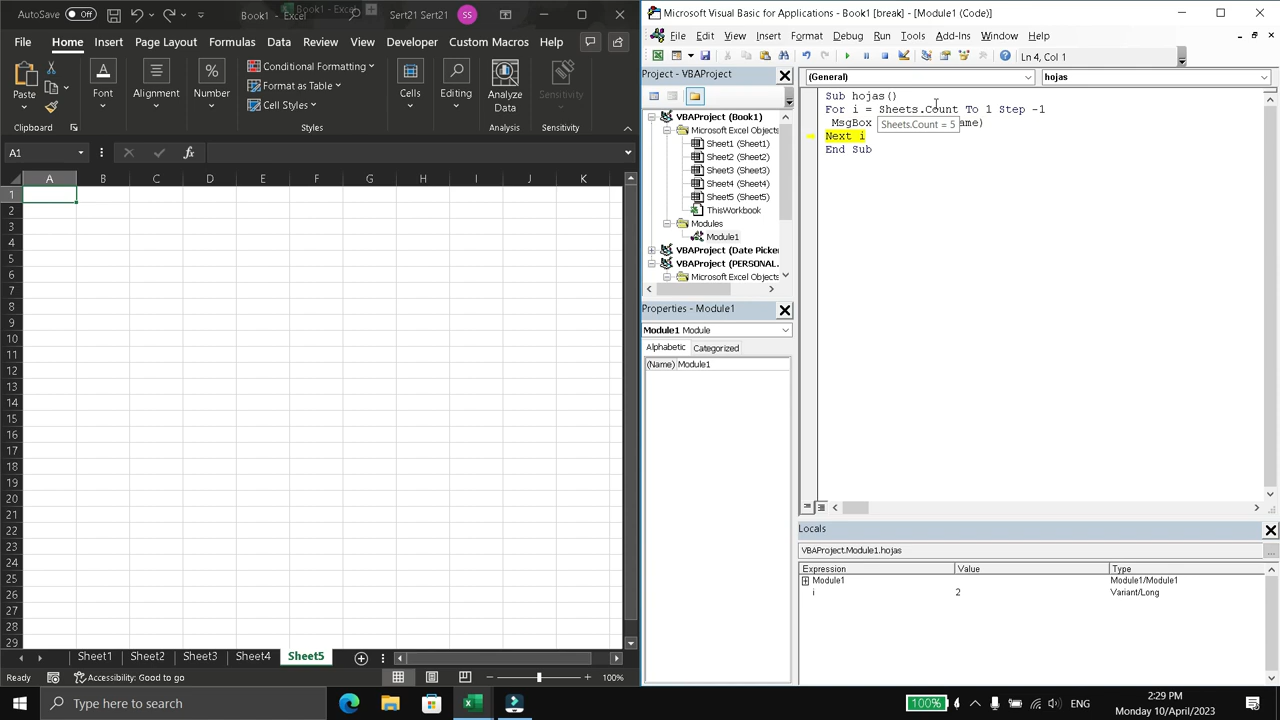 Book1 - Excel
Book1 - Excel
Sert21 Sert21
SS
File
Home
Insert
Page Layout
Formulas
Data
Review
View
Developer
Custom Macros
Help
Paste
Font
Alignment
Number
%
Conditional Formatting
Format as Table
Cell Styles
Cells
Editing
Analyze
Data
Sensitivity
Clipboard
Styles
Analysis
Sensitivity
A1
fx
A B C D E F G H I J K
1
2
3
4
5
6
7
8
9
10
11
12
13
14
15
16
17
18
19
20
21
22
23
24
25
26
27
28
29
Sheet1
Sheet2
Sheet3
Sheet4
Sheet5
Ready
Accessibility: Good to go
100%
Microsoft Visual Basic for Applications - Book1 [break] - [Module1 (Code)]
File Edit View Insert Format Debug Run Tools Add-Ins Window Help
Ln 4, Col 1
Project - VBAProject
VBAProject (Book1)
Microsoft Excel Objects
Sheet1 (Sheet1)
Sheet2 (Sheet2)
Sheet3 (Sheet3)
Sheet4 (Sheet4)
Sheet5 (Sheet5)
ThisWorkbook
Modules
Module1
VBAProject (Date Picke
VBAProject (PERSONAL.
Microsoft Excel Objects
Properties - Module1
Module1 Module
Alphabetic
Categorized
(Name) Module1
(General)
hojas
Sub hojas()
For i = Sheets.Count To 1 Step -1
MsgBox
Sheets.Count = 5
ame)
Next i
End Sub
Locals
VBAProject.Module1.hojas
...
Expression Value Type
Module1 Module1/Module1
i 2 Variant/Long
Type here to search
100%
ENG
2:29 PM
Monday 10/April/2023